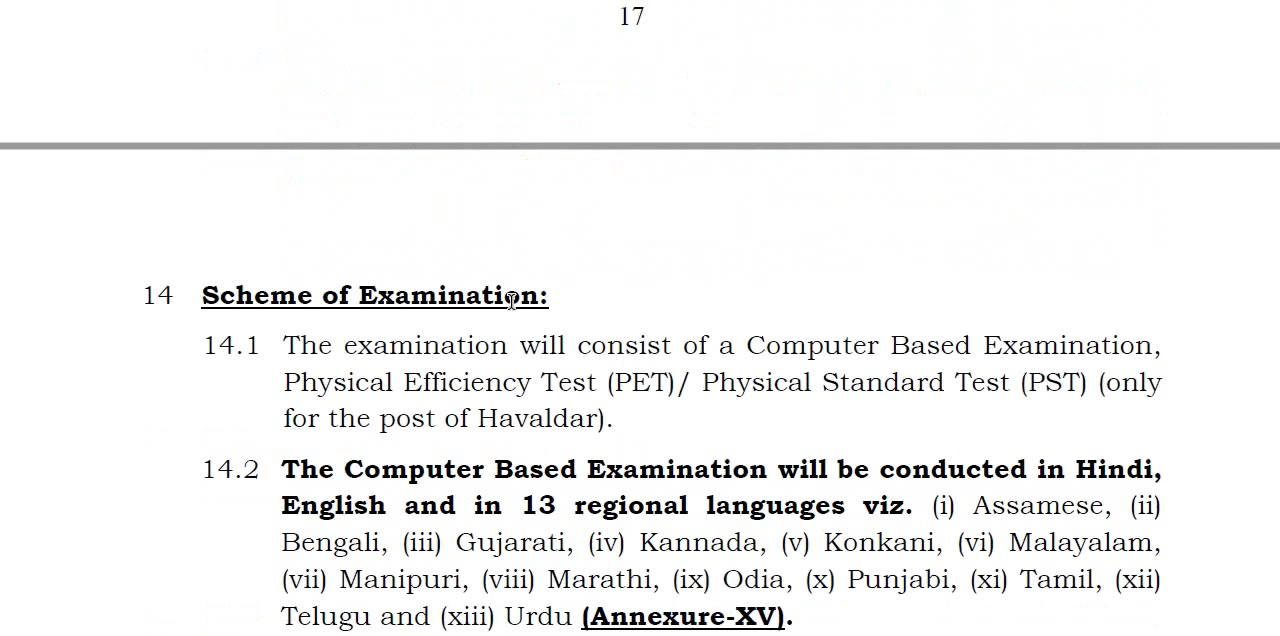 17
14 Scheme of Examination:
14.1 The examination will consist of a Computer Based Examination,
Physical Efficiency Test (PET)/ Physical Standard Test (PST) (only
for the post of Havaldar).
14.2 The Computer Based Examination will be conducted in Hindi,
English and in 13 regional languages viz. (i) Assamese, (ii)
Bengali, (iii) Gujarati, (iv) Kannada, (v) Konkani, (vi) Malayalam,
(vii) Manipuri, (viii) Marathi, (ix) Odia, (x) Punjabi, (xi) Tamil, (xii)
Telugu and (xiii) Urdu (Annexure-XV).